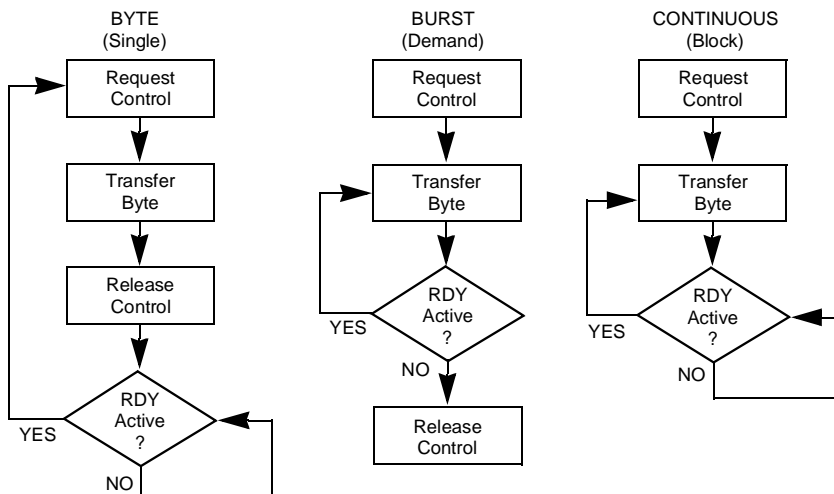 BYTE
(Single)
Request
Control
Transfer
Byte
Release
Control
RDY
Active
?
YES
NO
BURST
(Demand)
Request
Control
Transfer
Byte
RDY
Active
?
YES
NO
Release
Control
CONTINUOUS
(Block)
Request
Control
Transfer
Byte
RDY
Active
?
YES
NO